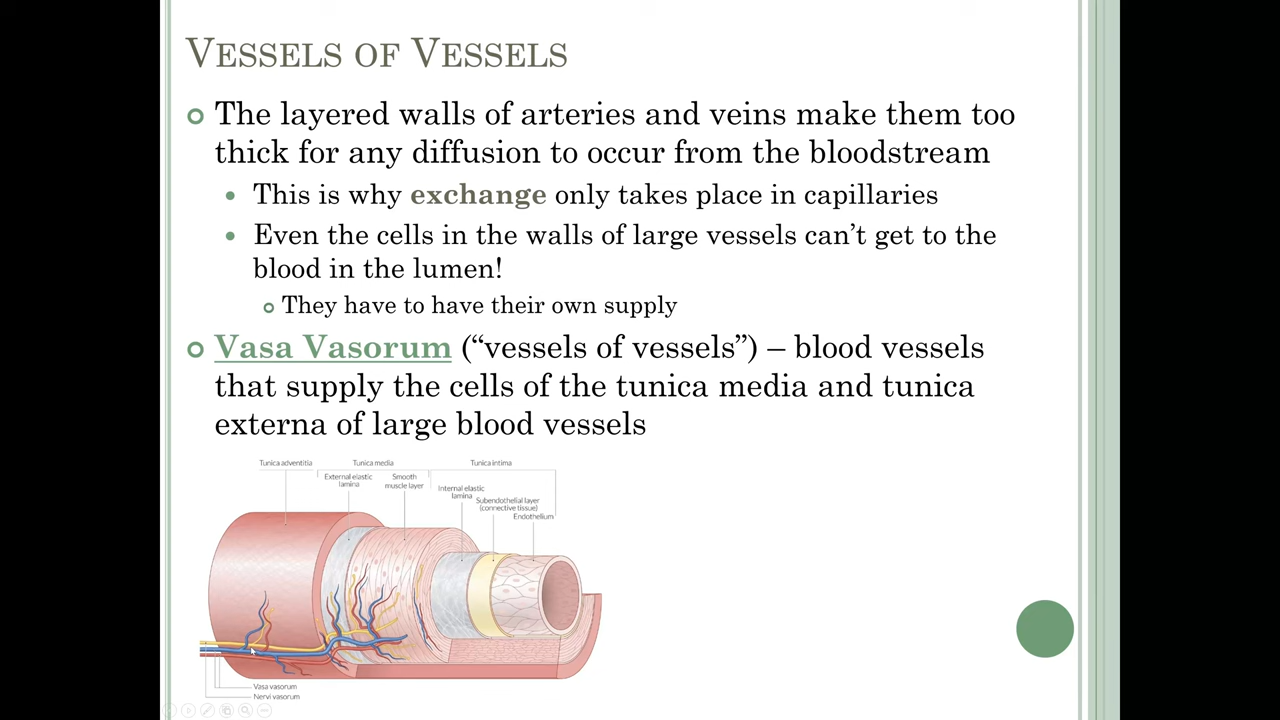 VESSELS OF VESSELS
The layered walls of arteries and veins make them too
thick for any diffusion to occur from the bloodstream
This is why exchange only takes place in capillaries
Even the cells in the walls of large vessels can't get to the
blood in the lumen!
They have to have their own supply
Vasa Vasorum (“vessels of vessels”) – blood vessels
that supply the cells of the tunica media and tunica
externa of large blood vessels
Tunica adventitia
Tunica media
Tunica intima
External elastic
lamina
Smooth
muscle layer
Internal elastic
lamina
Subendothelial layer
(connective tissue)
Endothelium
Vasa vasorum
Nervi vasorum